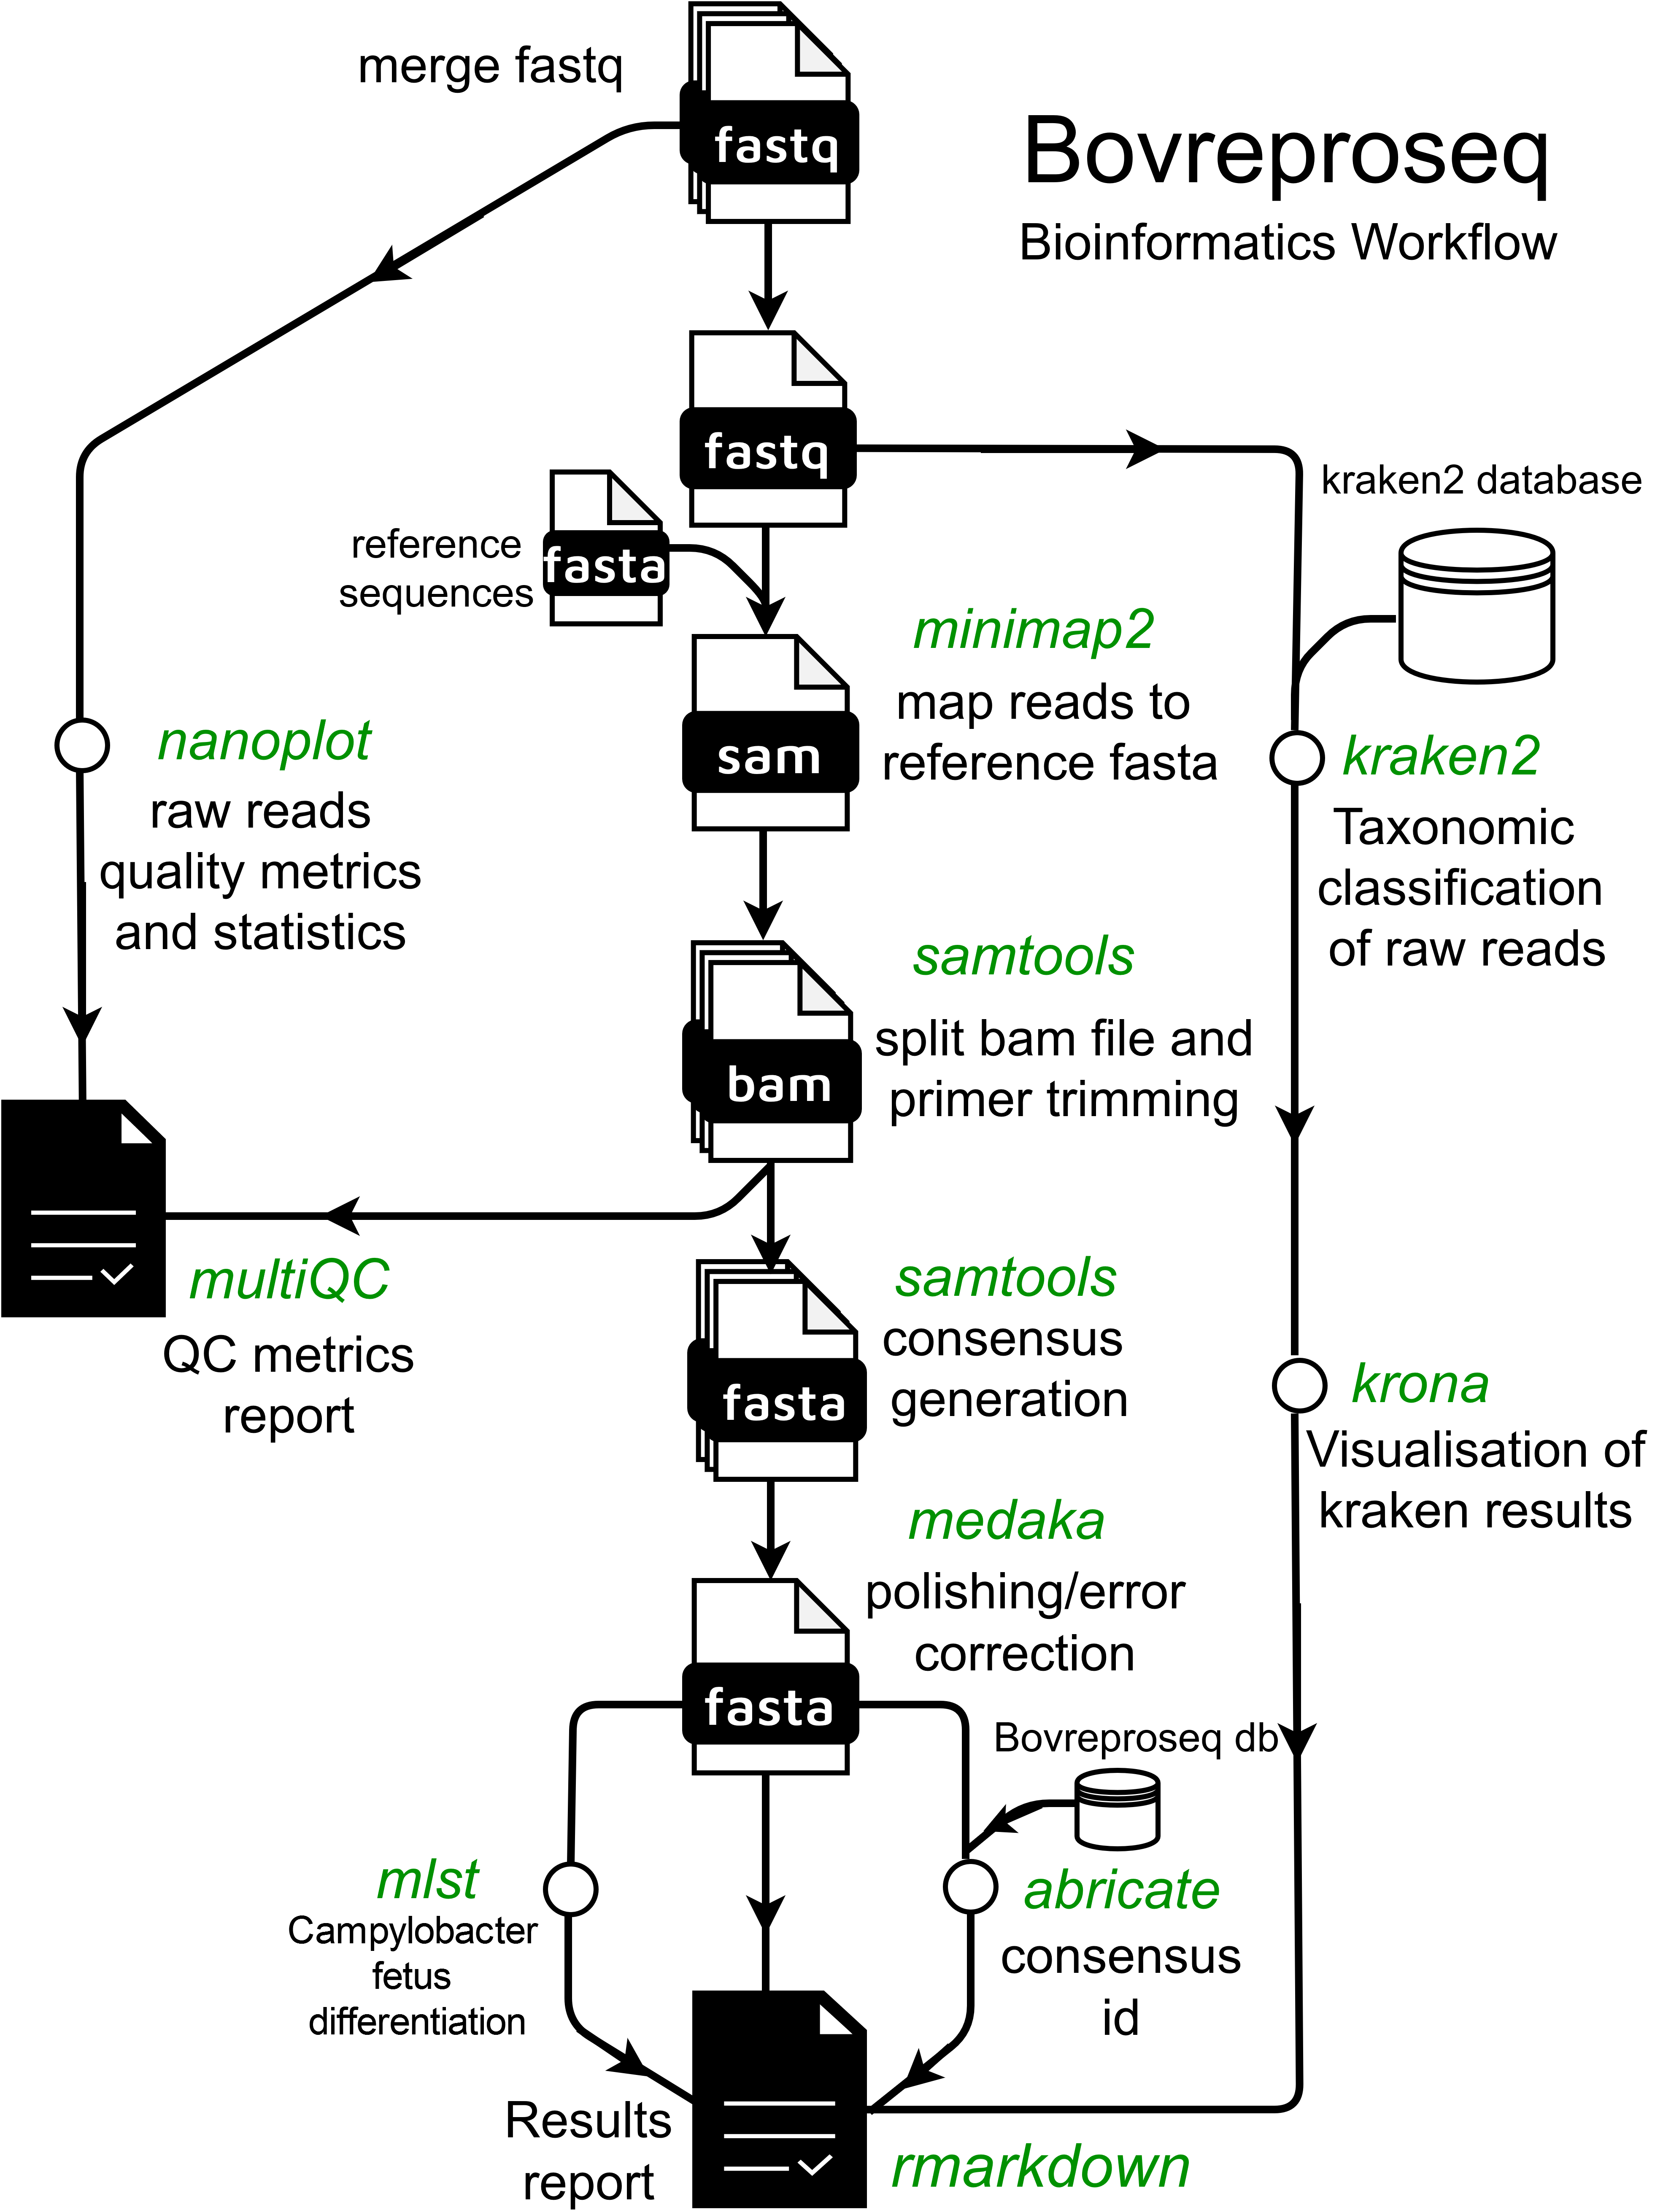 merge fastq
fastq
Bovreproseq
Bioinformatics Workflow
fastq
kraken2 database
reference
sequences
fasta
minimap2
map reads to
reference fasta
sam
nanoplot
raw reads
quality metrics
and statistics
kraken2
Taxonomic
classification
of raw reads
samtools
split bam file and
primer trimming
bam
multiQC
QC metrics
report
samtools
consensus
generation
fasta
krona
Visualisation of
kraken results
medaka
polishing/error
correction
fasta
Bovreproseq db
mlst
Campylobacter
fetus
differentiation
abricate
consensus
id
Results
report
rmarkdown